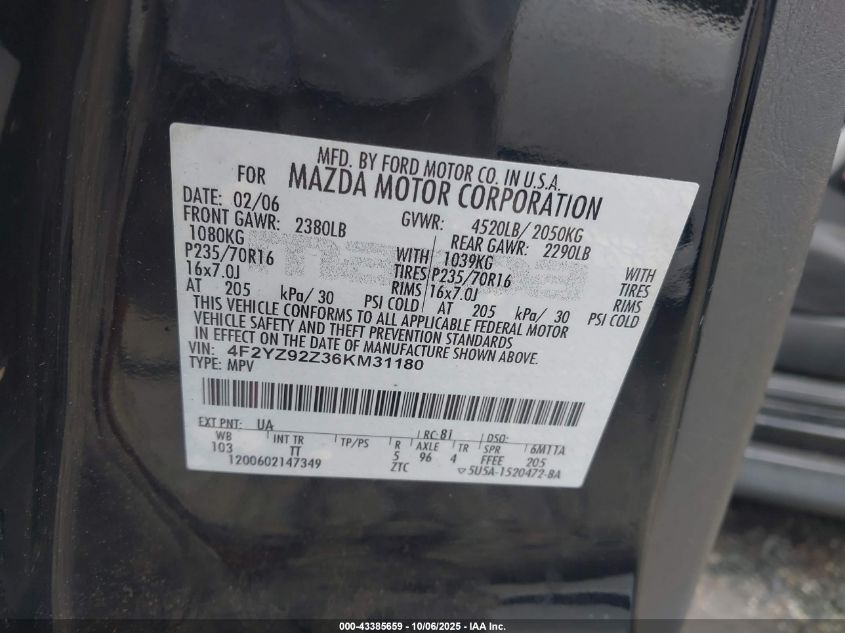 MFD. BY FORD MOTOR CO. IN U.S.A.
FOR MAZDA MOTOR CORPORATION
DATE: 02/06 GVWR: 4520LB/ 2050KG
FRONT GAWR: 2380LB REAR GAWR: 2290LB
1080KG WITH 1039KG WITH
P235/70R16 TIRES P235/70R16 TIRES
16x7.0J RIMS 16x7.0J RIMS
AT 205 kPa/ 30 PSI COLD AT 205 kPa/ 30 PSI COLD
THIS VEHICLE CONFORMS TO ALL APPLICABLE FEDERAL MOTOR
VEHICLE SAFETY AND THEFT PREVENTION STANDARDS
IN EFFECT ON THE DATE OF MANUFACTURE SHOWN ABOVE.
VIN: 4F2YZ92Z36KM31180
TYPE: MPV
EXT PNT: UA RC: 81 DSO:
WB INT TR TP/PS R AXLE TR SPR 6M1TA
103 TT 5 96 4 FFEE 205
1200602147349 ZTC 5U5A-1520472-BA
000-43385659 - 10/06/2025 - IAA Inc.